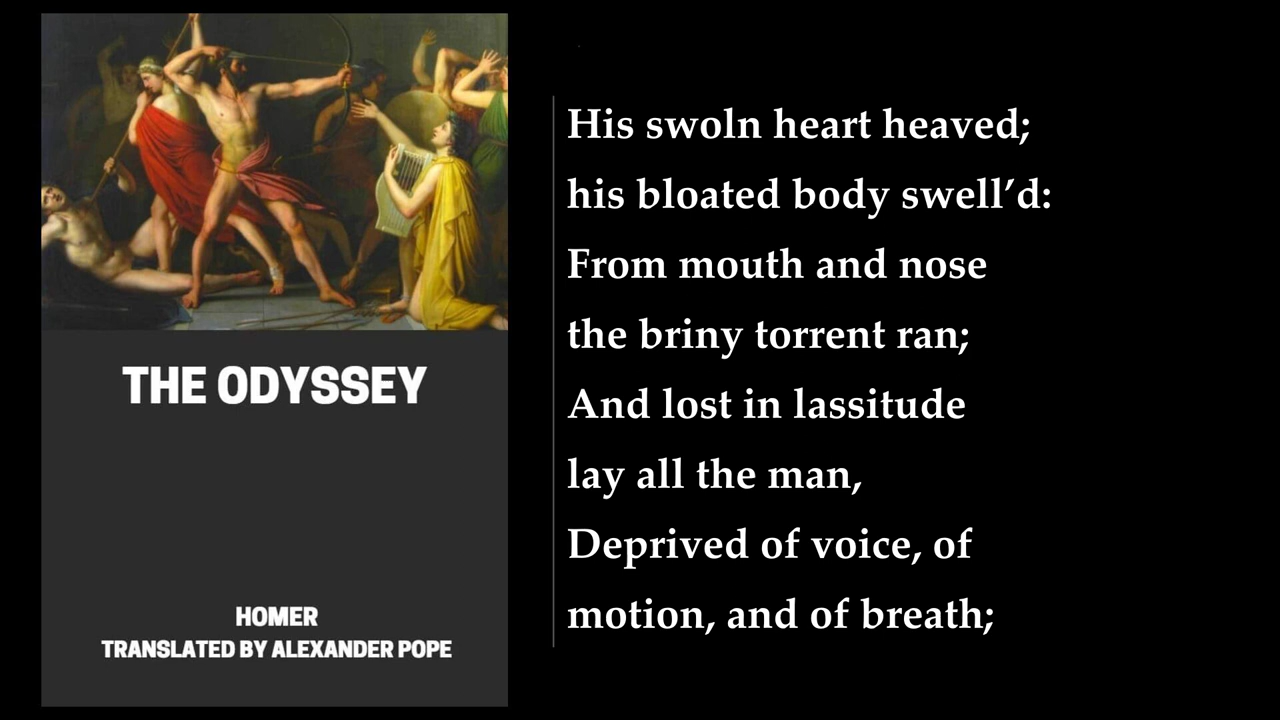 THE ODYSSEY
HOMER
TRANSLATED BY ALEXANDER POPE
His swoln heart heaved;
his bloated body swell’d:
From mouth and nose
the briny torrent ran;
And lost in lassitude
lay all the man,
Deprived of voice, of
motion, and of breath;